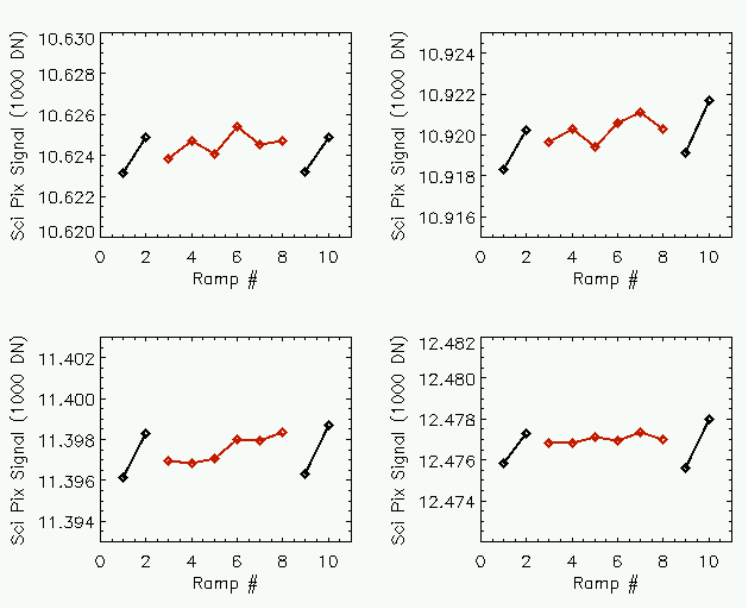 10.630
10.628
10.626
10.624
10.622
10.620
Sci Pix Signal (1000 DN)
0 2 4 6 8 10
Ramp #
10.924
10.922
10.920
10.918
10.916
Sci Pix Signal (1000 DN)
0 2 4 6 8 10
Ramp #
11.402
11.400
11.398
11.396
11.394
Sci Pix Signal (1000 DN)
0 2 4 6 8 10
Ramp #
12.482
12.480
12.478
12.476
12.474
Sci Pix Signal (1000 DN)
0 2 4 6 8 10
Ramp #